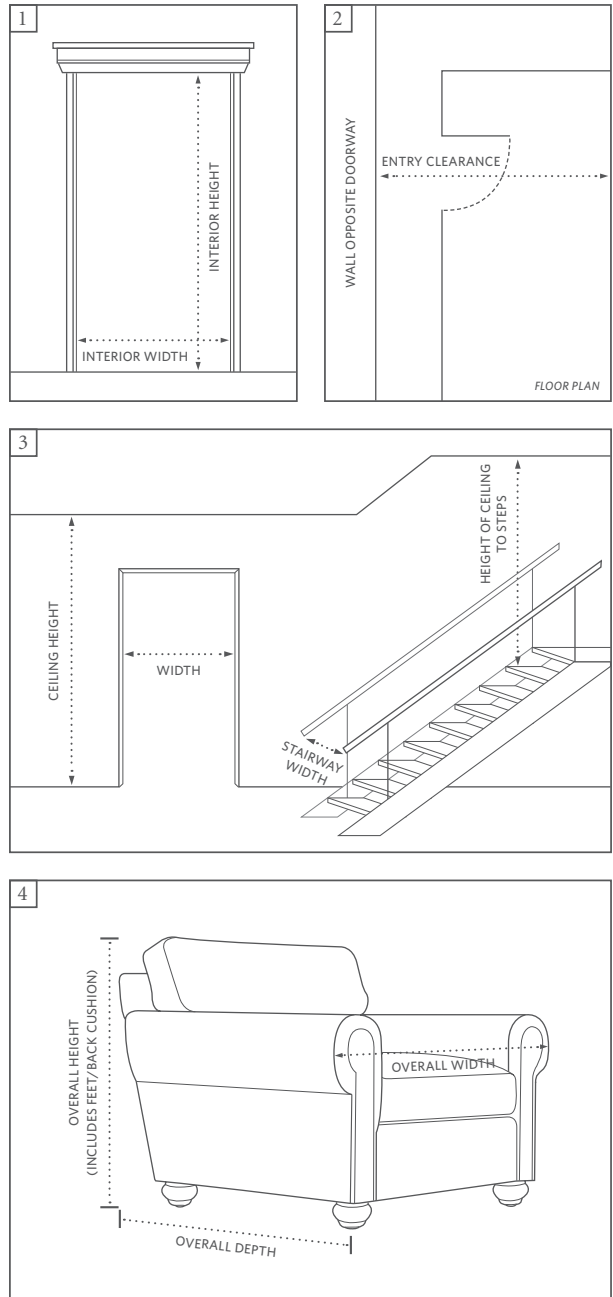 1
INTERIOR HEIGHT
INTERIOR WIDTH
2
WALL OPPOSITE DOORWAY
ENTRY CLEARANCE
FLOOR PLAN
3
CEILING HEIGHT
WIDTH
HEIGHT OF CEILING
TO STEPS
STAIRWAY
WIDTH
4
OVERALL HEIGHT
(INCLUDES FEET/BACK CUSHION)
OVERALL WIDTH
OVERALL DEPTH